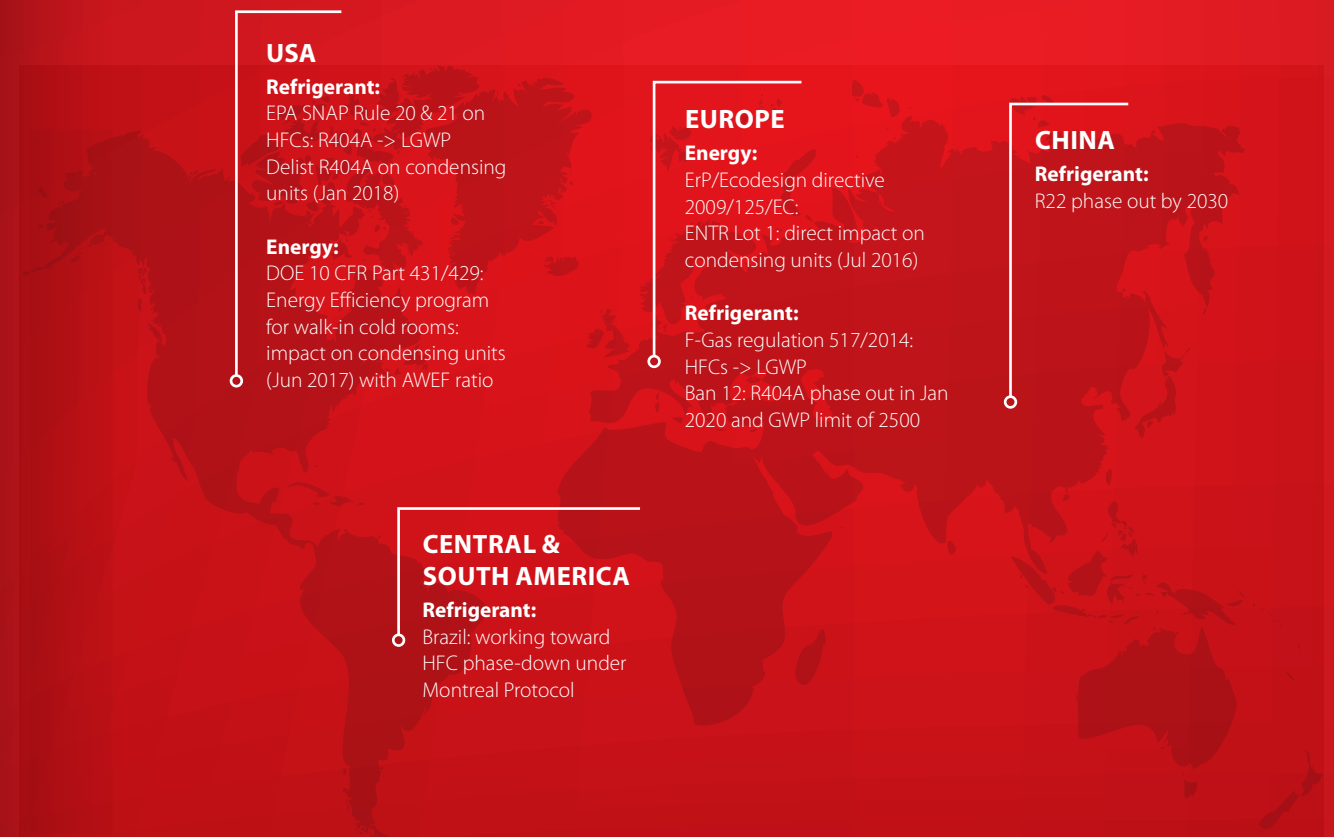 USA
Refrigerant:
EPA SNAP Rule 20 & 21 on
HFCs: R404A -> LGWP
Delist R404A on condensing
units (Jan 2018)
Energy:
DOE 10 CFR Part 431/429:
Energy Efficiency program
for walk-in cold rooms:
impact on condensing units
(Jun 2017) with AWEF ratio
EUROPE
Energy:
ErP/Ecodesign directive
2009/125/EC:
ENTR Lot 1: direct impact on
condensing units (Jul 2016)
Refrigerant:
F-Gas regulation 517/2014:
HFCs -> LGWP
Ban 12: R404A phase out in Jan
2020 and GWP limit of 2500
CHINA
Refrigerant:
R22 phase out by 2030
CENTRAL &
SOUTH AMERICA
Refrigerant:
Brazil: working toward
HFC phase-down under
Montreal Protocol